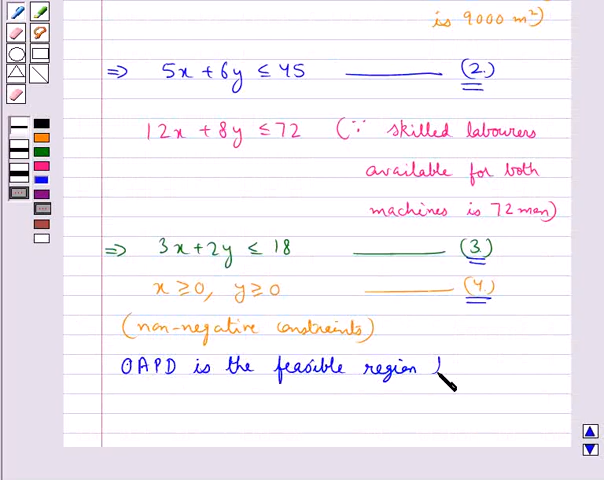 is 9000 m²)
⇒ 5x + 6y ≤ 45 ——— (2.)
12x + 8y ≤ 72 (∵ skilled labourers
available for both
machines is 72 man)
⇒ 3x + 2y ≤ 18 ——— (3.)
x ≥ 0, y ≥ 0 ——— (4.)
(non-negative constraints)
OAPD is the feasible region